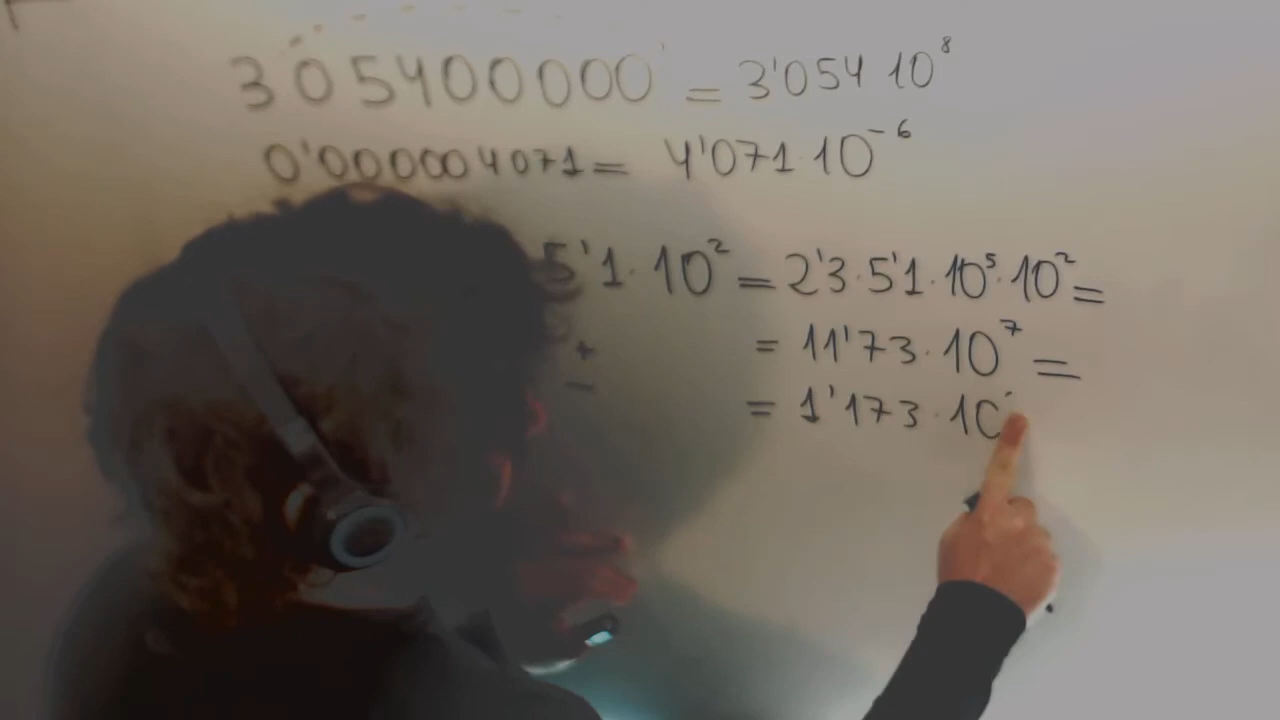 305400000 = 3'054 10⁸
0'000004071 = 4'071·10⁻⁶
5'1·10² = 2'3·5'1·10⁵·10² =
+ = 11'73·10⁷ =
− = 1'173·10